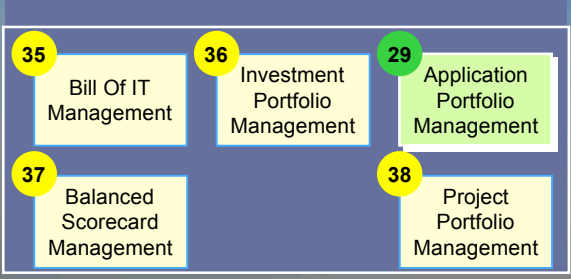 35
Bill Of IT
Management
36
Investment
Portfolio
Management
29
Application
Portfolio
Management
37
Balanced
Scorecard
Management
38
Project
Portfolio
Management